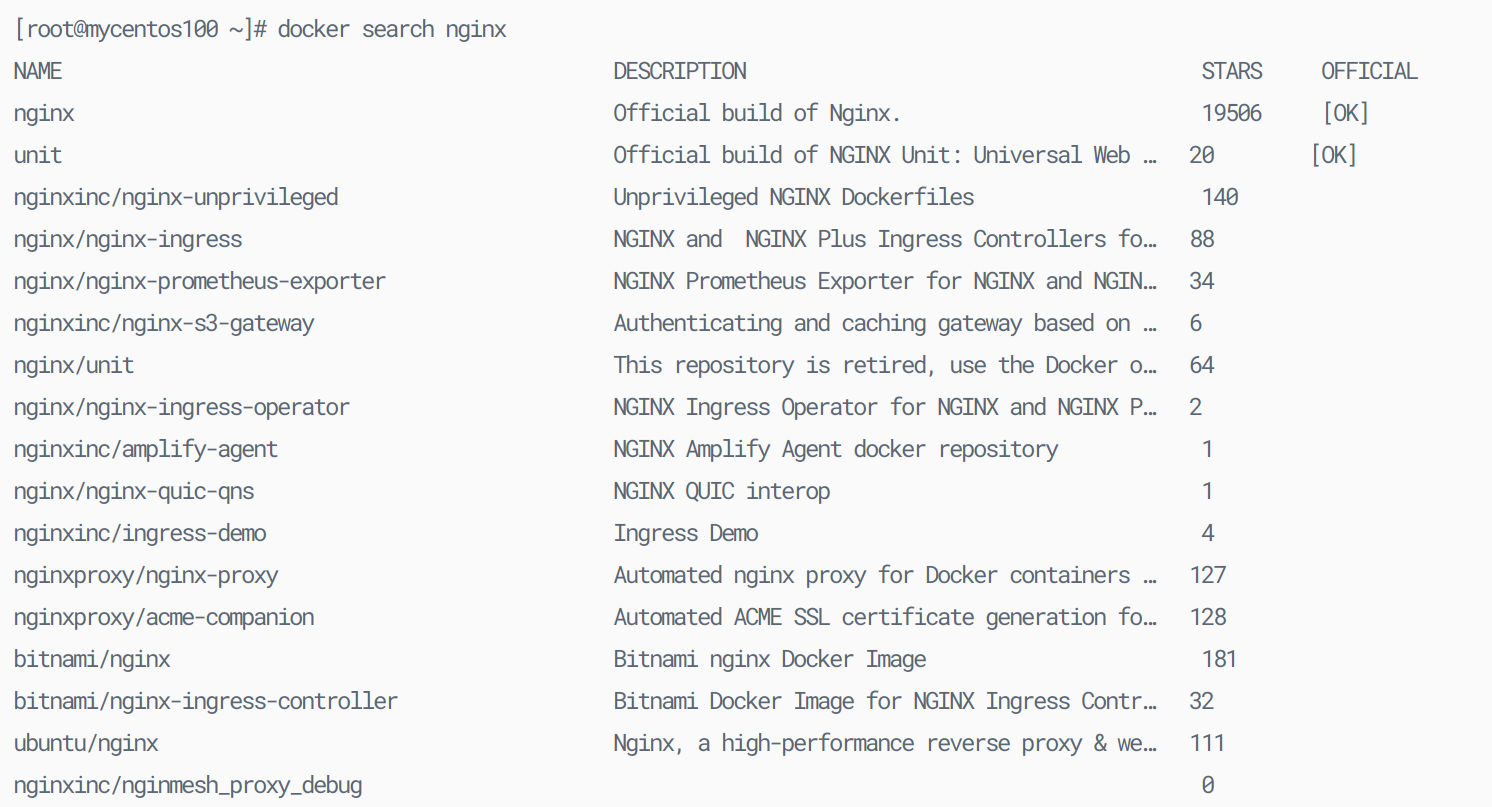 [root@mycentos100 ~]# docker search nginx
NAME DESCRIPTION STARS OFFICIAL
nginx Official build of Nginx. 19506 [OK]
unit Official build of NGINX Unit: Universal Web … 20 [OK]
nginxinc/nginx-unprivileged Unprivileged NGINX Dockerfiles 140
nginx/nginx-ingress NGINX and  NGINX Plus Ingress Controllers fo… 88
nginx/nginx-prometheus-exporter NGINX Prometheus Exporter for NGINX and NGIN… 34
nginxinc/nginx-s3-gateway Authenticating and caching gateway based on … 6
nginx/unit This repository is retired, use the Docker o… 64
nginx/nginx-ingress-operator NGINX Ingress Operator for NGINX and NGINX P… 2
nginxinc/amplify-agent NGINX Amplify Agent docker repository 1
nginx/nginx-quic-qns NGINX QUIC interop 1
nginxinc/ingress-demo Ingress Demo 4
nginxproxy/nginx-proxy Automated nginx proxy for Docker containers … 127
nginxproxy/acme-companion Automated ACME SSL certificate generation fo… 128
bitnami/nginx Bitnami nginx Docker Image 181
bitnami/nginx-ingress-controller Bitnami Docker Image for NGINX Ingress Contr… 32
ubuntu/nginx Nginx, a high-performance reverse proxy & we… 111
nginxinc/nginmesh_proxy_debug 0